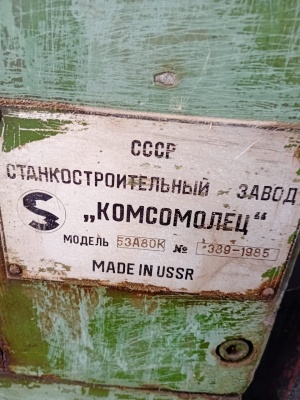 СССР
СТАНКОСТРОИТЕЛЬНЫЙ ЗАВОД
S „КОМСОМОЛЕЦ“
МОДЕЛЬ 53А80К № 339-1985
MADE IN USSR